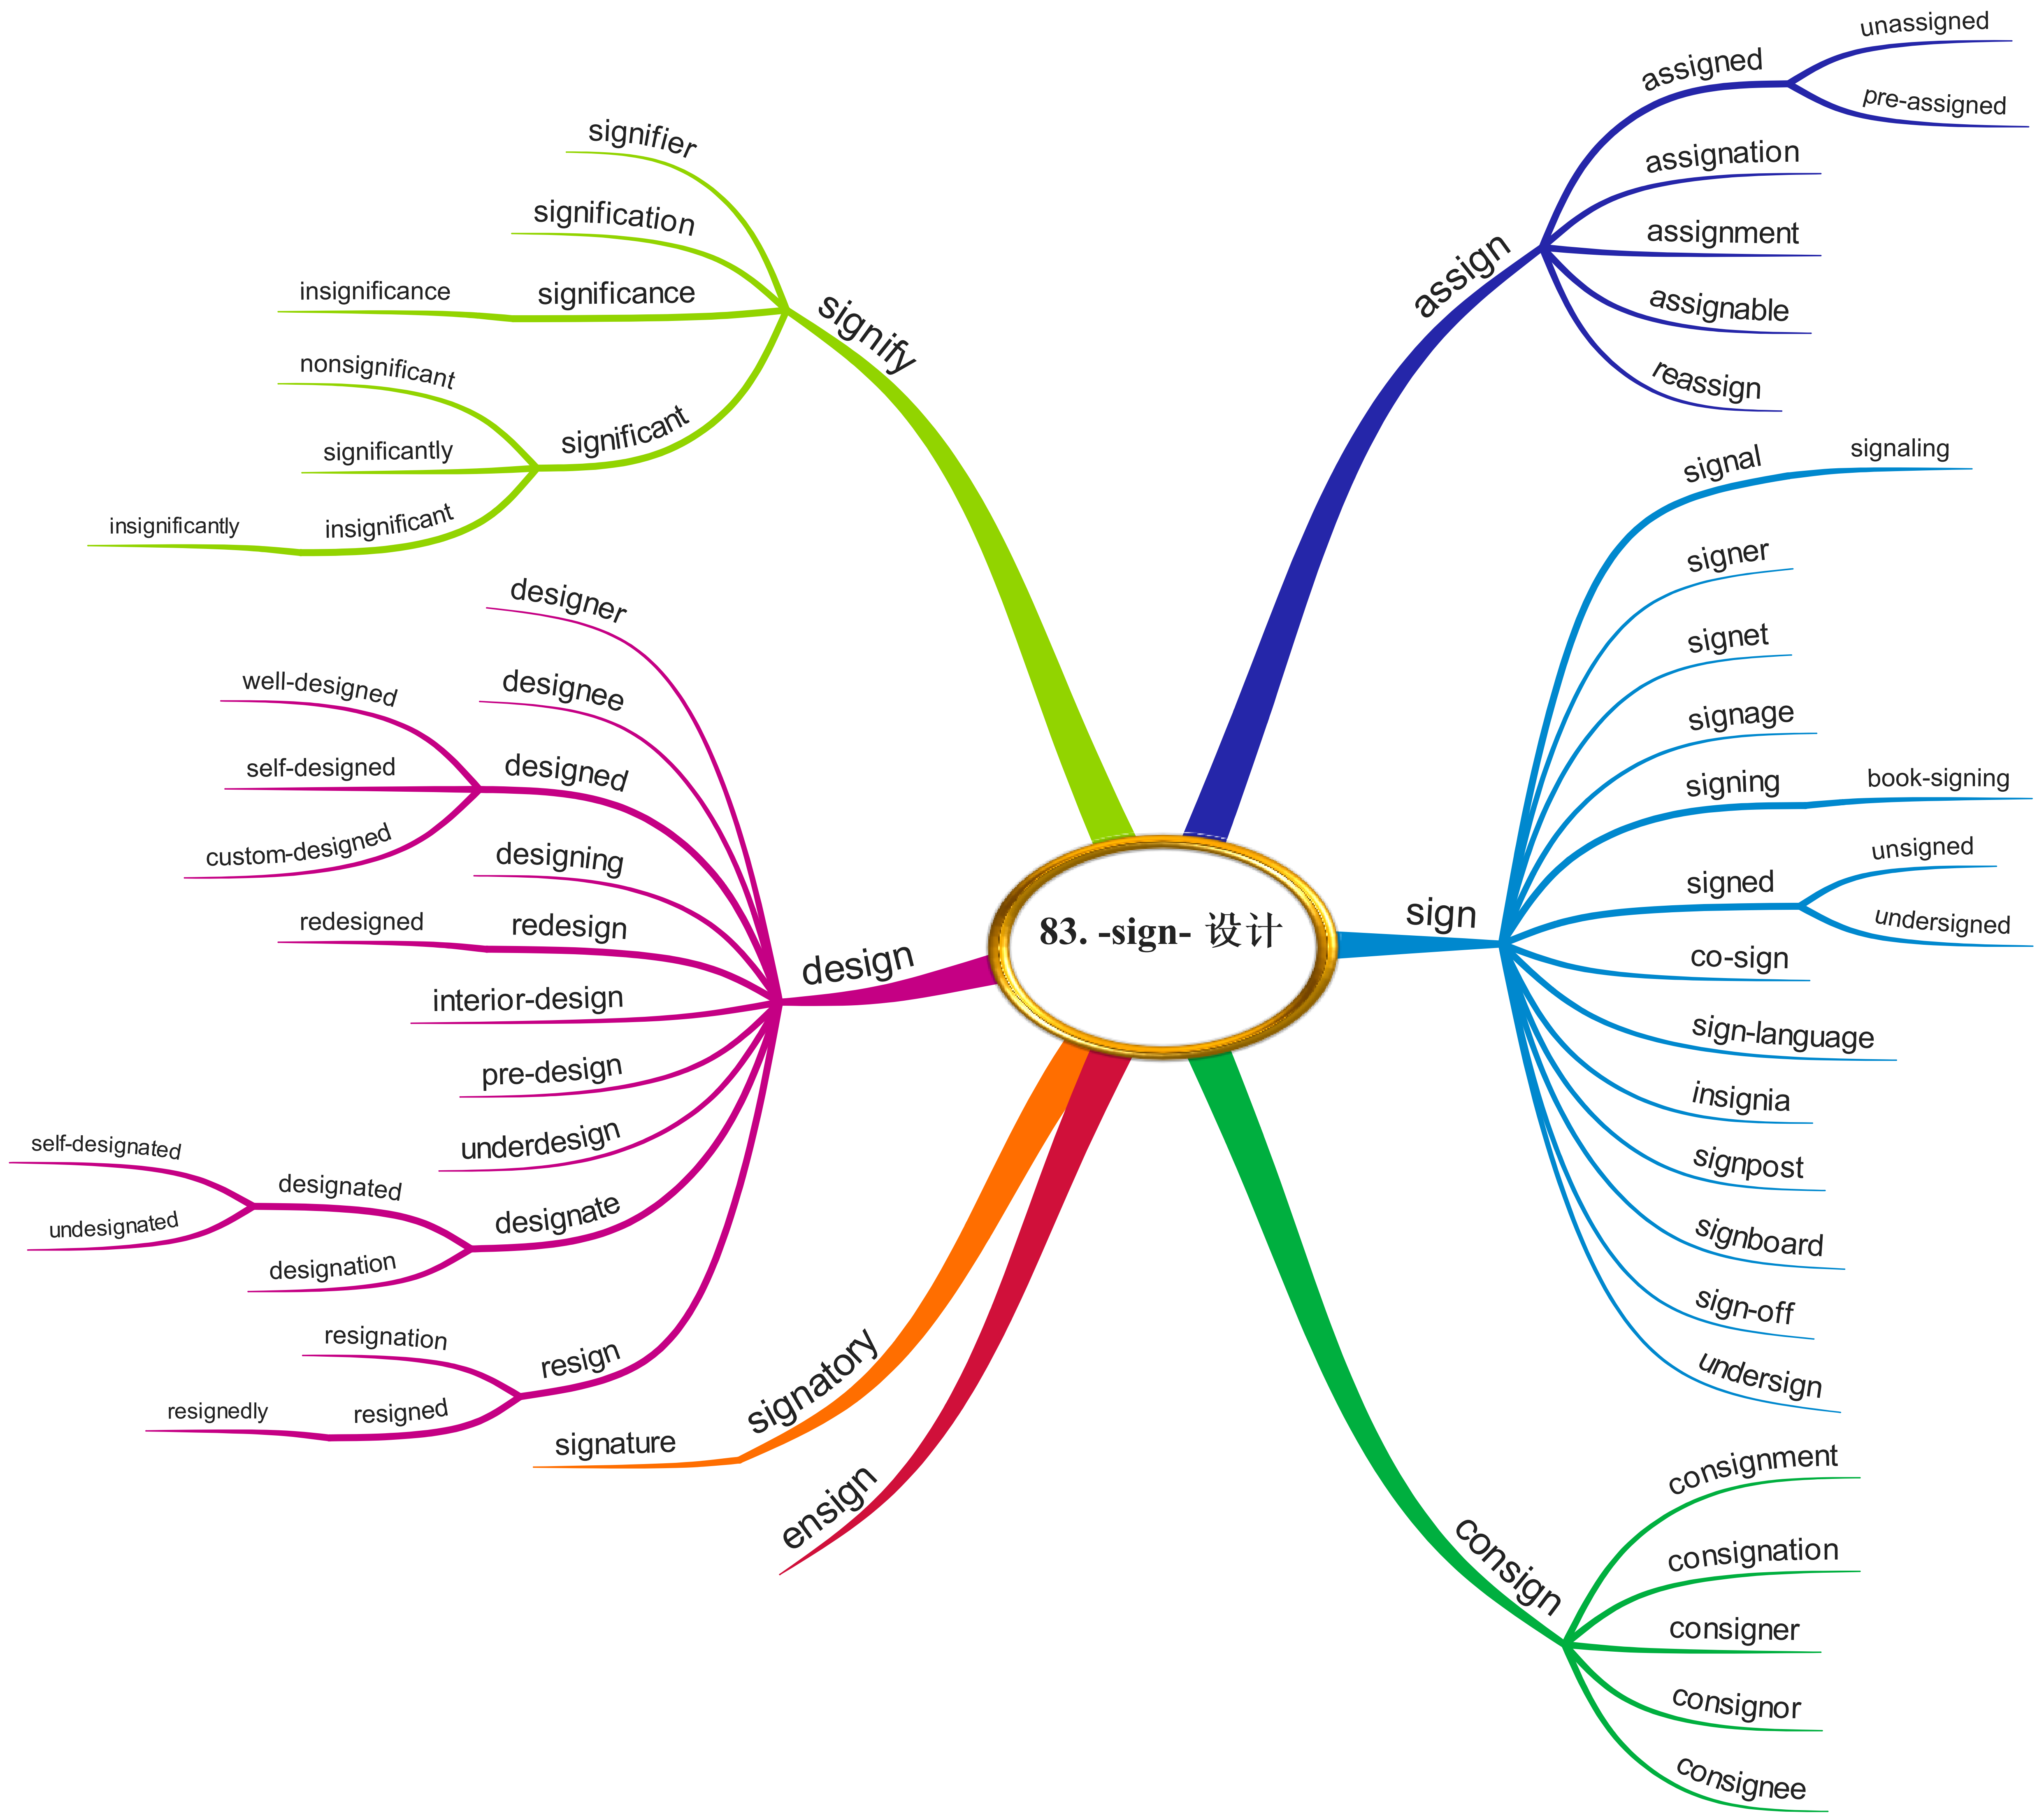 83. -sign- 设计
assign
assigned
unassigned
pre-assigned
assignation
assignment
assignable
reassign
sign
signal
signaling
signer
signet
signage
signing
book-signing
signed
unsigned
undersigned
co-sign
sign-language
insignia
signpost
signboard
sign-off
undersign
consign
consignment
consignation
consigner
consignor
consignee
ensign
signatory
signature
design
designer
designee
designed
well-designed
self-designed
custom-designed
designing
redesign
redesigned
interior-design
pre-design
underdesign
designate
designated
self-designated
undesignated
designation
resign
resignation
resigned
resignedly
signify
signifier
signification
significance
insignificance
significant
nonsignificant
significantly
insignificant
insignificantly